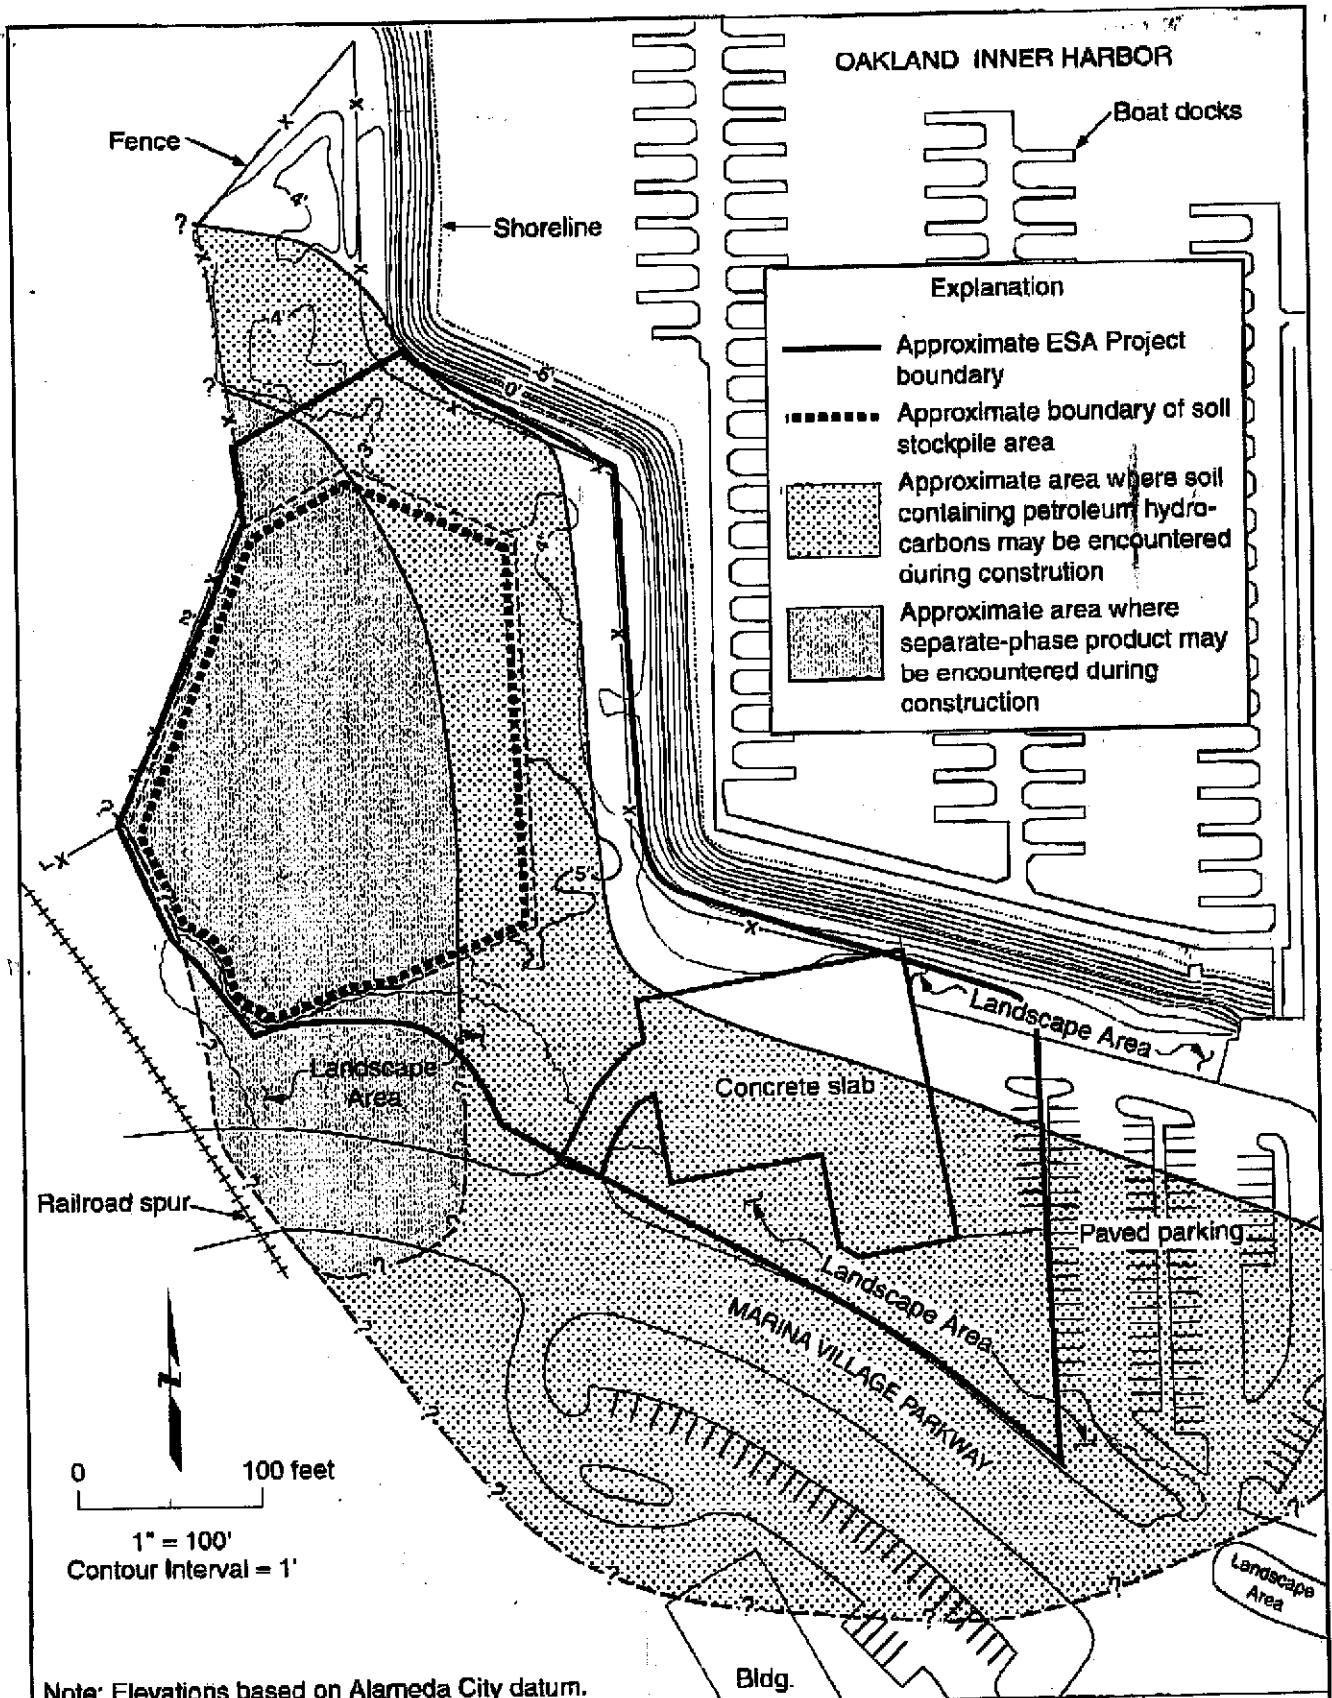 OAKLAND INNER HARBOR
Boat docks
Fence
4'
?
Shoreline
Explanation
Approximate ESA Project
boundary
Approximate boundary of soil
stockpile area
Approximate area where soil
containing petroleum hydro-
carbons may be encountered
during constrution
Approximate area where
separate-phase product may
be encountered during
construction
4'
-6'
0'
?
3
4
2'
?
5'
Landscape Area
Concrete slab
Landscape
Area
Railroad spur
Paved parking
Landscape Area
MARINA VILLAGE PARKWAY
0 100 feet
1" = 100'
Contour Interval = 1'
Landscape
Area
Bldg.
Note: Elevations based on Alameda City datum.